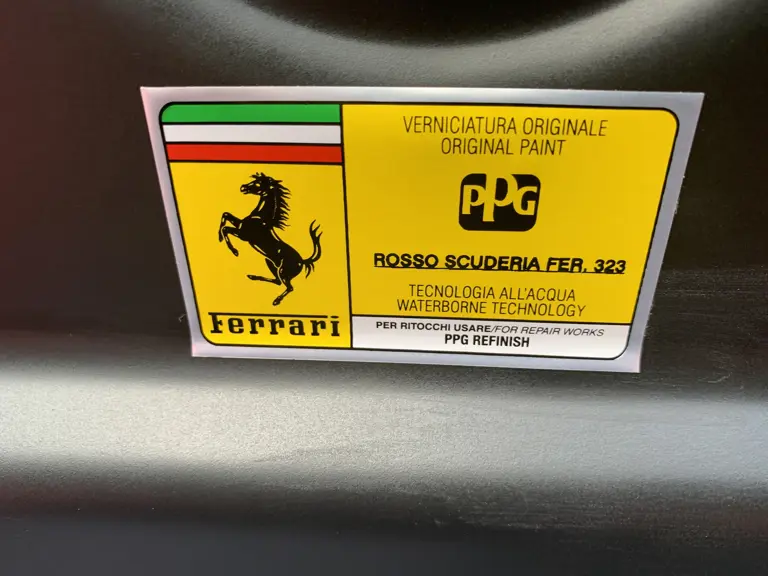 Ferrari
VERNICIATURA ORIGINALE
ORIGINAL PAINT
PPG
ROSSO SCUDERIA FER. 323
TECNOLOGIA ALL'ACQUA
WATERBORNE TECHNOLOGY
PER RITOCCHI USARE/FOR REPAIR WORKS
PPG REFINISH